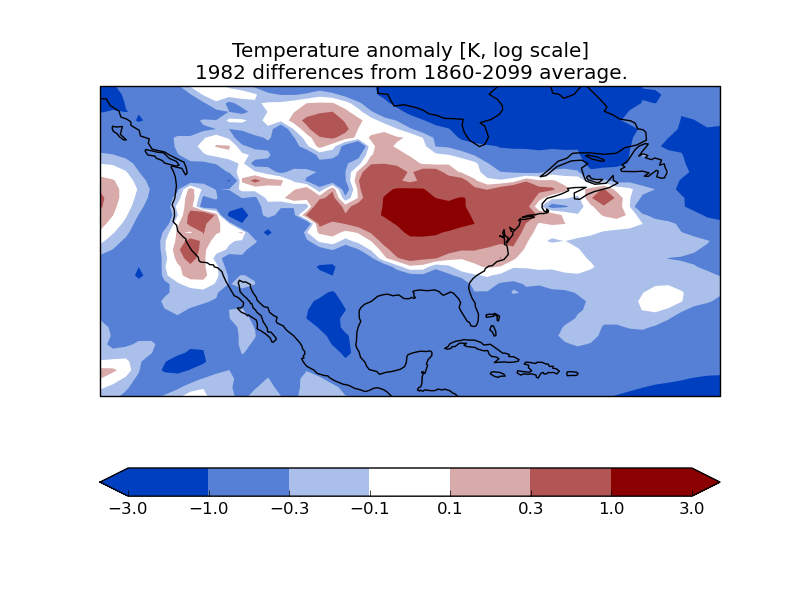 Temperature anomaly [K, log scale]
1982 differences from 1860-2099 average.
−3.0 −1.0 −0.3 −0.1 0.1 0.3 1.0 3.0